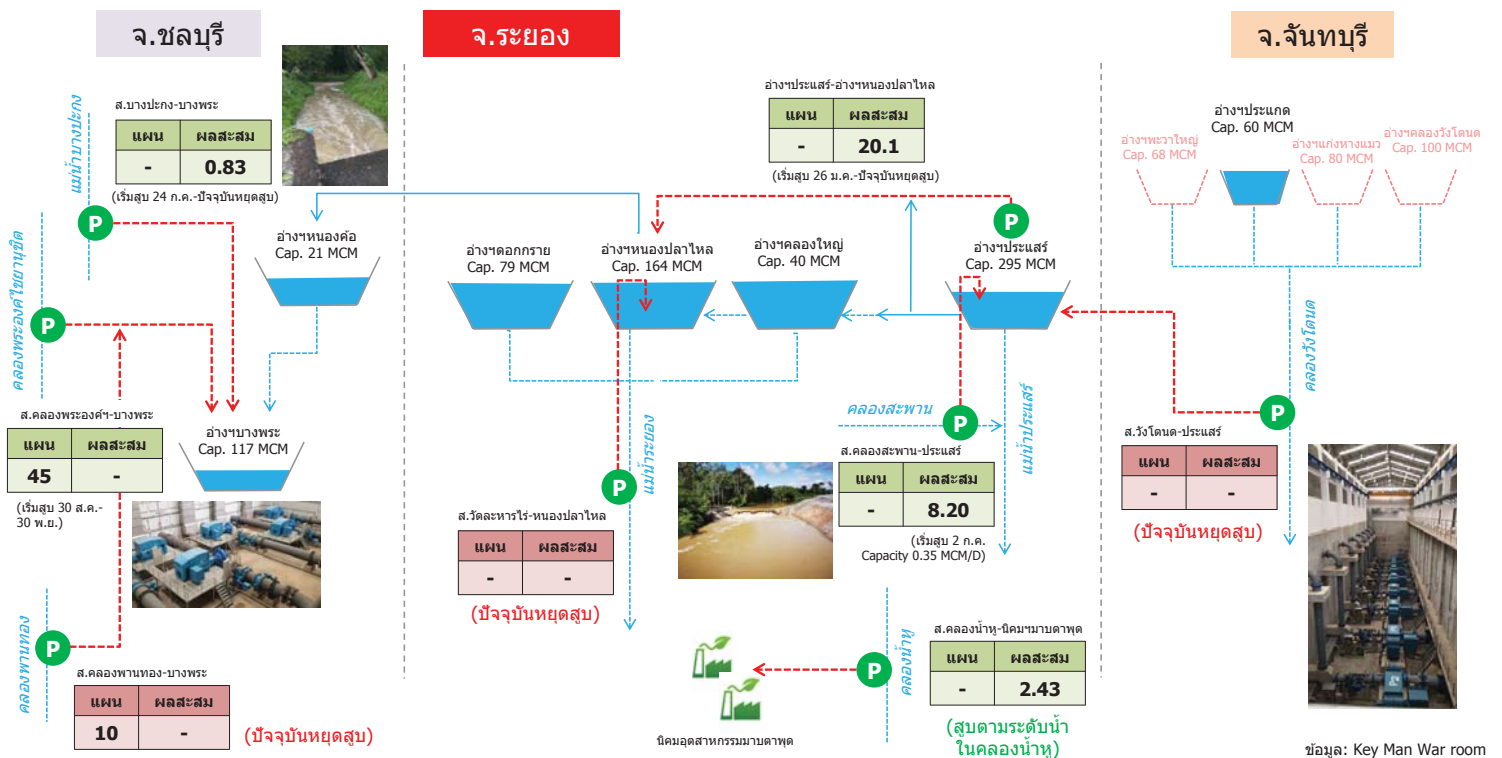 จ.ชลบุรี
จ.ระยอง
จ.จันทบุรี
ส.บางปะกง-บางพระ
แผน ผลสะสม
- 0.83
(เริ่มสูบ 24 ก.ค.-ปัจจุบันหยุดสูบ)
แม่น้ำบางปะกง
P
อ่างฯหนองค้อ
Cap. 21 MCM
คลองพระองค์ไชยานุชิต
P
ส.คลองพระองค์ฯ-บางพระ
แผน ผลสะสม
45 -
(เริ่มสูบ 30 ส.ค.-
30 พ.ย.)
อ่างฯบางพระ
Cap. 117 MCM
คลองพานทอง
P
ส.คลองพานทอง-บางพระ
แผน ผลสะสม
10 -
(ปัจจุบันหยุดสูบ)
อ่างฯประแสร์-อ่างฯหนองปลาไหล
แผน ผลสะสม
- 20.1
(เริ่มสูบ 26 ม.ค.-ปัจจุบันหยุดสูบ)
P
อ่างฯดอกกราย
Cap. 79 MCM
อ่างฯหนองปลาไหล
Cap. 164 MCM
อ่างฯคลองใหญ่
Cap. 40 MCM
อ่างฯประแสร์
Cap. 295 MCM
แม่น้ำระยอง
P
ส.วัดละหารไร่-หนองปลาไหล
แผน ผลสะสม
- -
(ปัจจุบันหยุดสูบ)
คลองสะพาน
P
แม่น้ำประแสร์
ส.คลองสะพาน-ประแสร์
แผน ผลสะสม
- 8.20
(เริ่มสูบ 2 ก.ค.
Capacity 0.35 MCM/D)
P
คลองน้ำหู
ส.คลองน้ำหู-นิคมฯมาบตาพุด
แผน ผลสะสม
- 2.43
(สูบตามระดับน้ำ
ในคลองน้ำหู)
นิคมอุตสาหกรรมมาบตาพุด
อ่างฯพะวาใหญ่
Cap. 68 MCM
อ่างฯประแกด
Cap. 60 MCM
อ่างฯแก่งหางแมว
Cap. 80 MCM
อ่างฯคลองวังโตนด
Cap. 100 MCM
คลองวังโตนด
P
ส.วังโตนด-ประแสร์
แผน ผลสะสม
- -
(ปัจจุบันหยุดสูบ)
ข้อมูล: Key Man War room